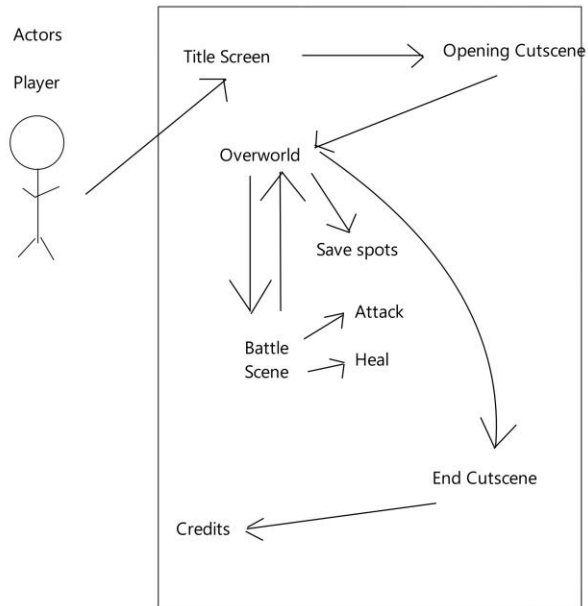 Actors
Player
Title Screen
Opening Cutscene
Overworld
Save spots
Attack
Battle
Scene
Heal
End Cutscene
Credits